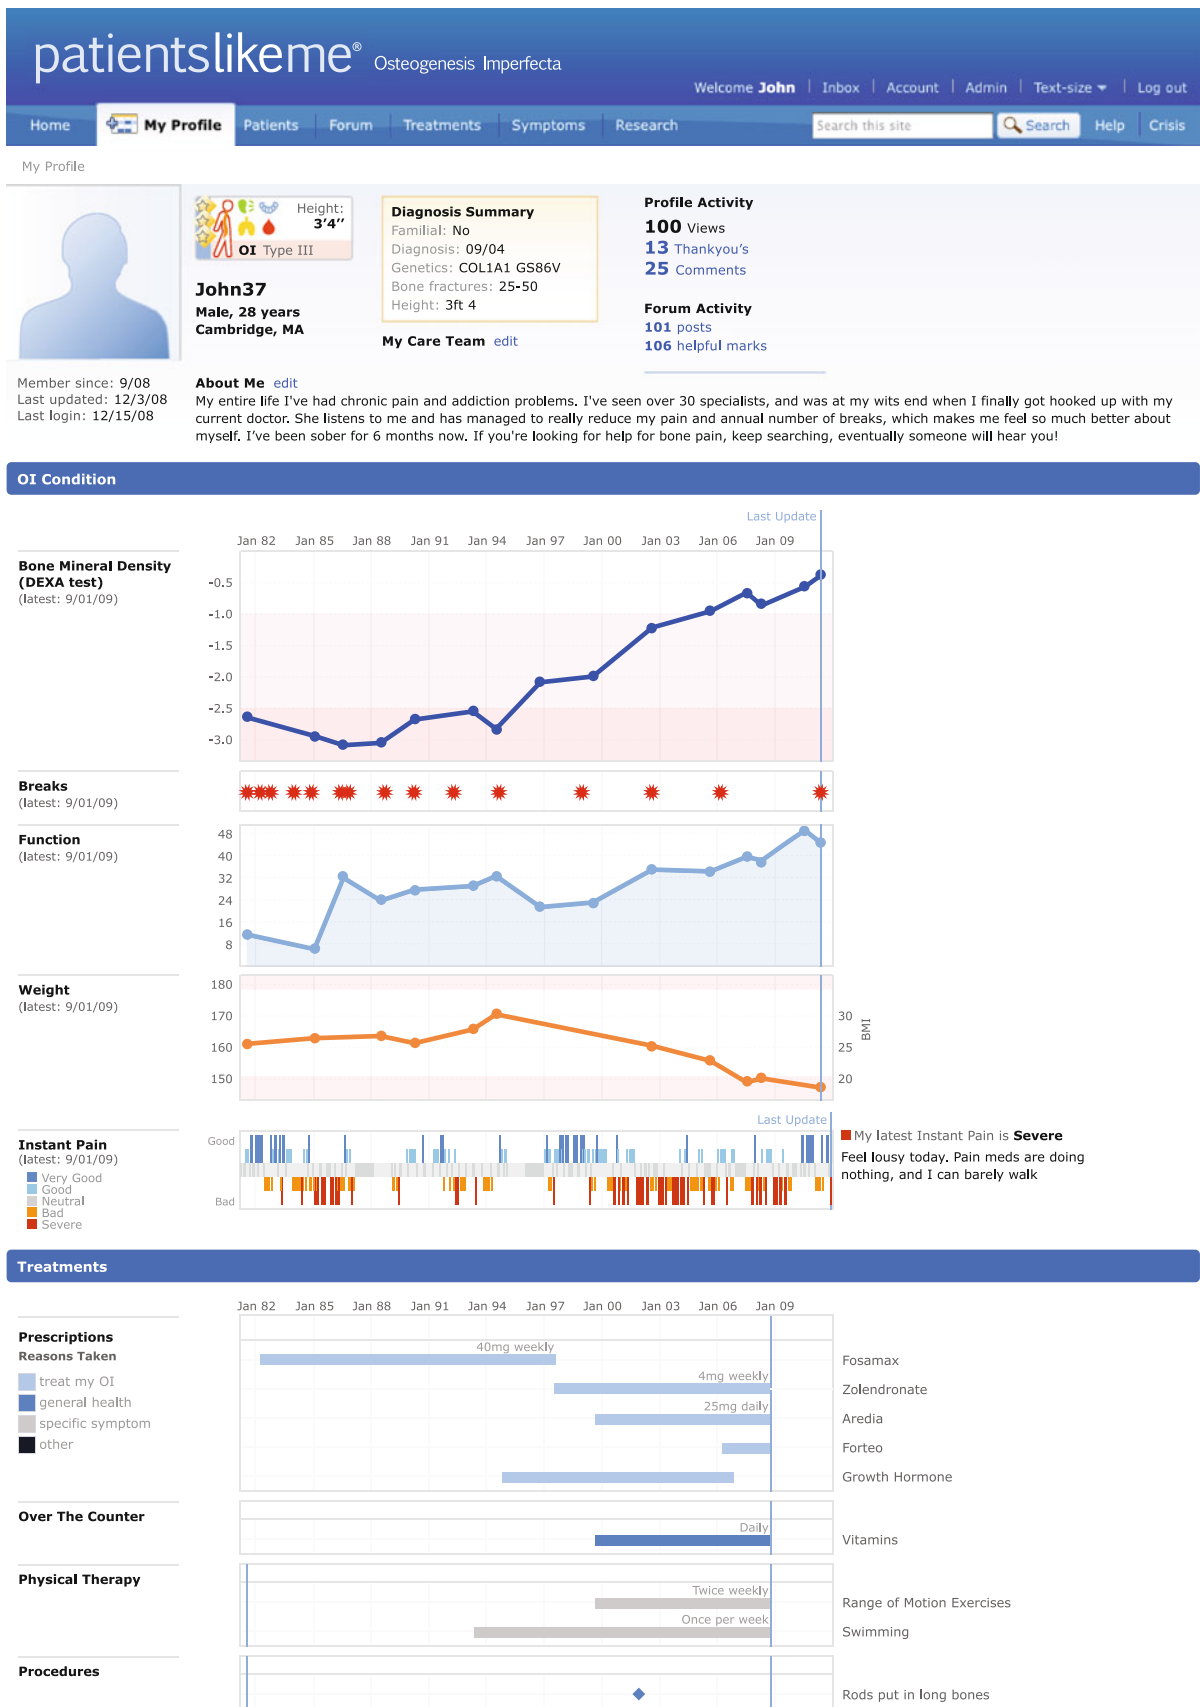 patientslikeme® Osteogenesis Imperfecta
Welcome John | Inbox | Account | Admin | Text-size | Log out
Home My Profile Patients Forum Treatments Symptoms Research Search this site Search Help Crisis
My Profile
Height:
3'4''
OI Type III
John37
Male, 28 years
Cambridge, MA
Diagnosis Summary
Familial: No
Diagnosis: 09/04
Genetics: COL1A1 GS86V
Bone fractures: 25-50
Height: 3ft 4
My Care Team edit
Profile Activity
100 Views
13 Thankyou's
25 Comments
Forum Activity
101 posts
106 helpful marks
Member since: 9/08
Last updated: 12/3/08
Last login: 12/15/08
About Me edit
My entire life I've had chronic pain and addiction problems. I've seen over 30 specialists, and was at my wits end when I finally got hooked up with my
current doctor. She listens to me and has managed to really reduce my pain and annual number of breaks, which makes me feel so much better about
myself. I've been sober for 6 months now. If you're looking for help for bone pain, keep searching, eventually someone will hear you!
OI Condition
Last Update
Jan 82 Jan 85 Jan 88 Jan 91 Jan 94 Jan 97 Jan 00 Jan 03 Jan 06 Jan 09
Bone Mineral Density
(DEXA test)
(latest: 9/01/09)
-0.5
-1.0
-1.5
-2.0
-2.5
-3.0
Breaks
(latest: 9/01/09)
Function
(latest: 9/01/09)
48
40
32
24
16
8
Weight
(latest: 9/01/09)
180
170
160
150
30
25
20
BMI
Last Update
Instant Pain
(latest: 9/01/09)
Very Good
Good
Neutral
Bad
Severe
Good
Bad
My latest Instant Pain is Severe
Feel lousy today. Pain meds are doing
nothing, and I can barely walk
Treatments
Jan 82 Jan 85 Jan 88 Jan 91 Jan 94 Jan 97 Jan 00 Jan 03 Jan 06 Jan 09
Prescriptions
Reasons Taken
treat my OI
general health
specific symptom
other
40mg weekly
Fosamax
4mg weekly
Zolendronate
25mg daily
Aredia
Forteo
Growth Hormone
Over The Counter
Daily
Vitamins
Physical Therapy
Twice weekly
Range of Motion Exercises
Once per week
Swimming
Procedures
Rods put in long bones